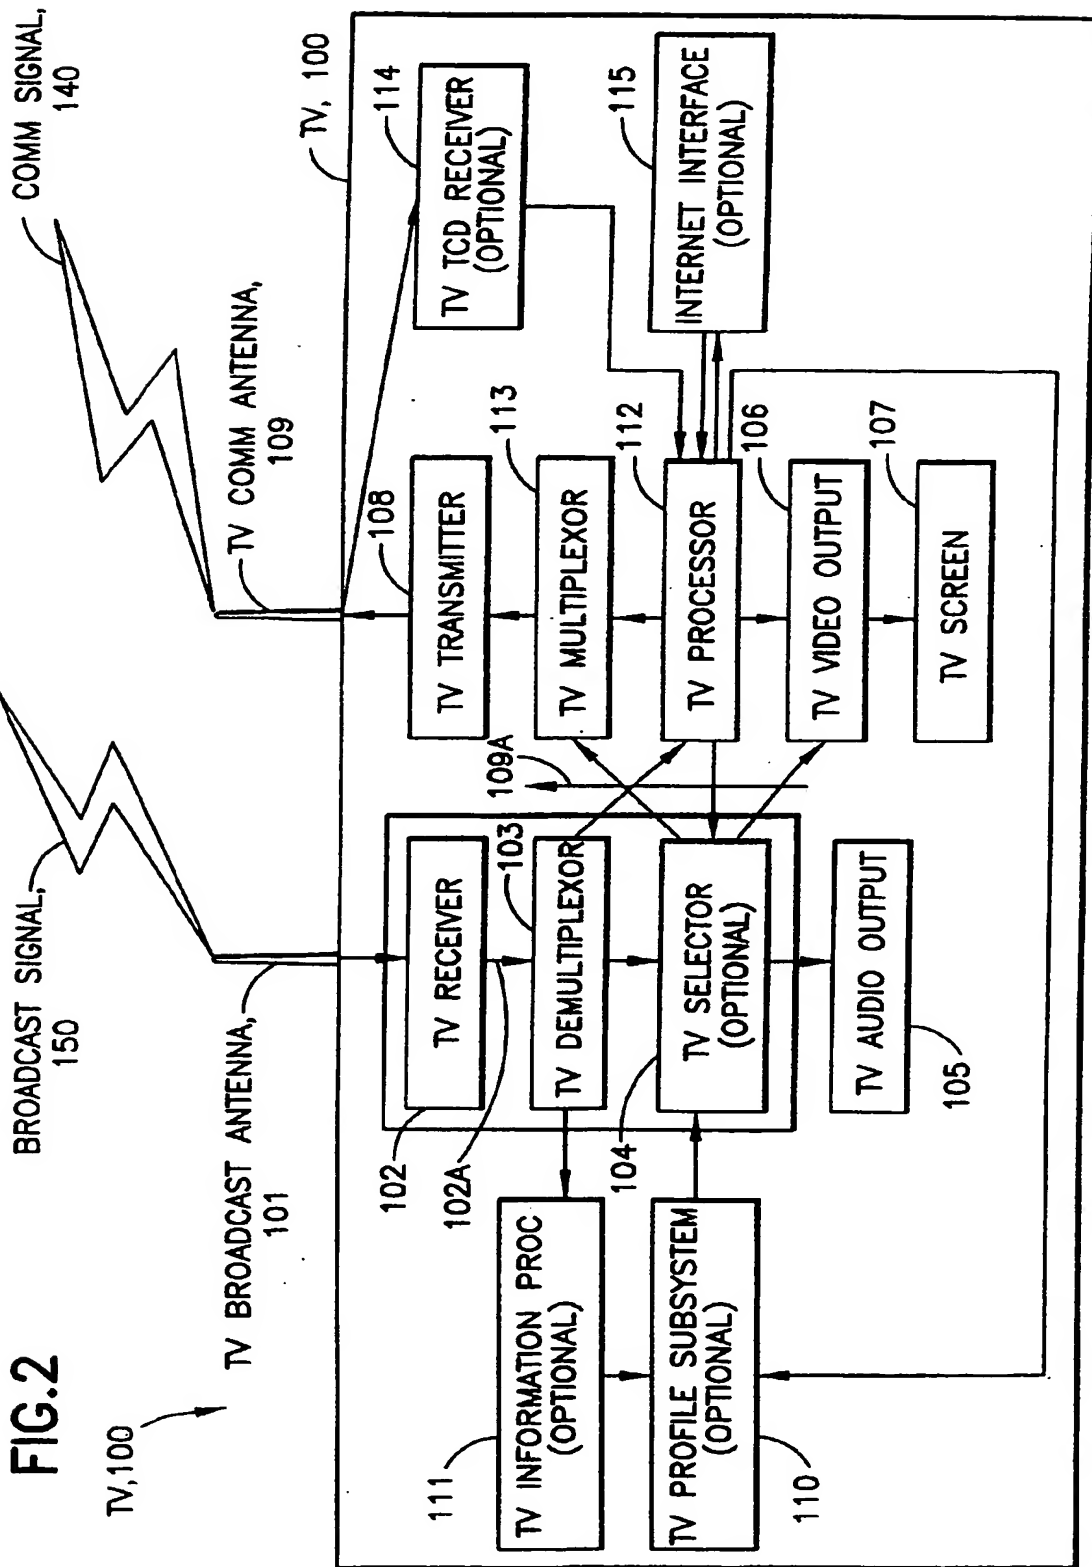 FIG.2
TV,100
BROADCAST SIGNAL,
150
TV BROADCAST ANTENNA,
101
COMM SIGNAL,
140
TV COMM ANTENNA,
109
TV, 100
102
TV RECEIVER
102A
108
TV TRANSMITTER
114
TV TCD RECEIVER
(OPTIONAL)
111
TV INFORMATION PROC
(OPTIONAL)
103
TV DEMULTIPLEXOR
109A
113
TV MULTIPLEXOR
110
TV PROFILE SUBSYSTEM
(OPTIONAL)
104
TV SELECTOR
(OPTIONAL)
112
TV PROCESSOR
115
INTERNET INTERFACE
(OPTIONAL)
TV AUDIO OUTPUT
105
106
TV VIDEO OUTPUT
107
TV SCREEN